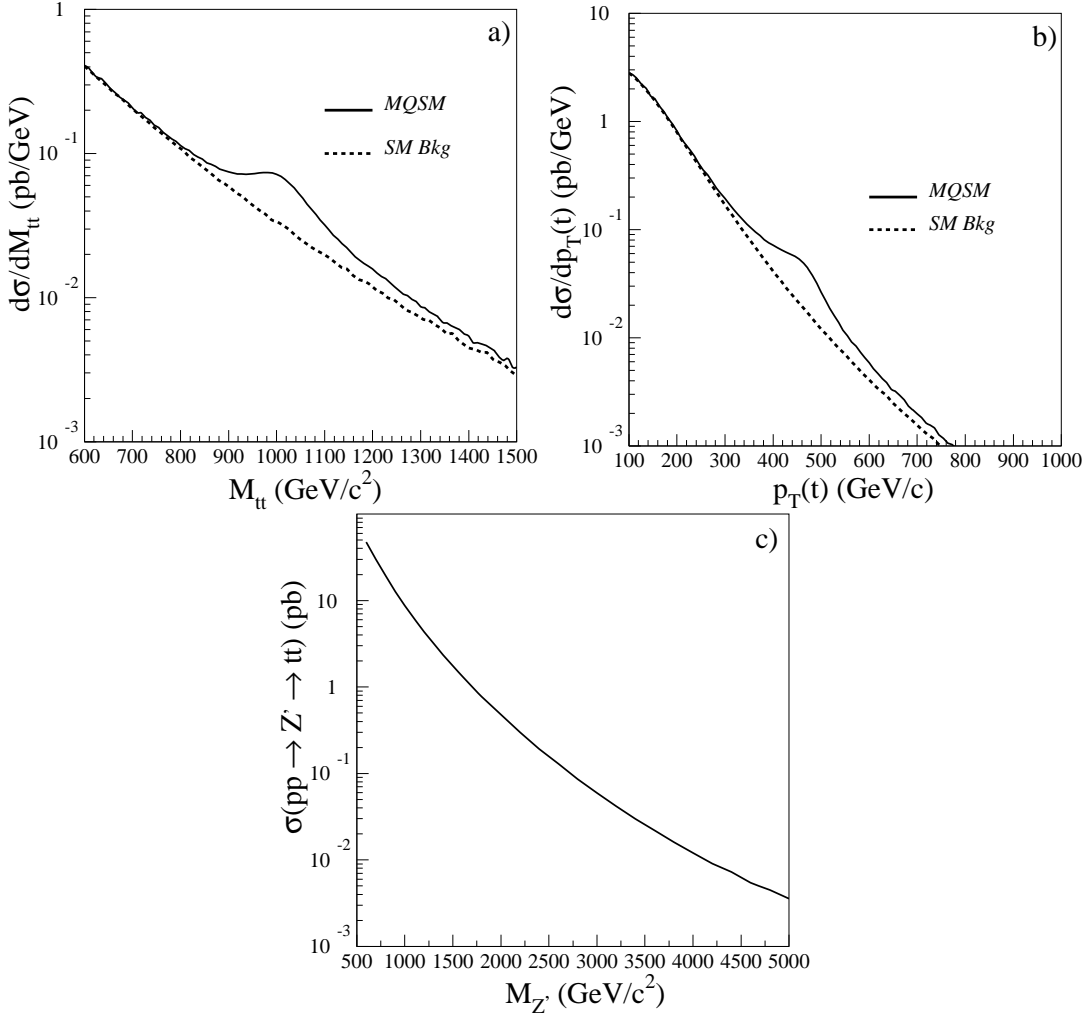 a)
1
10 -1
10 -2
10 -3
dσ/dM_tt (pb/GeV)
MQSM
SM Bkg
600 700 800 900 1000 1100 1200 1300 1400 1500
M_tt (GeV/c²)
b)
10
1
10 -1
10 -2
10 -3
dσ/dp_T(t) (pb/GeV)
MQSM
SM Bkg
100 200 300 400 500 600 700 800 900 1000
p_T(t) (GeV/c)
c)
10
1
10 -1
10 -2
10 -3
σ(pp → Z' → tt) (pb)
500 1000 1500 2000 2500 3000 3500 4000 4500 5000
M_Z' (GeV/c²)